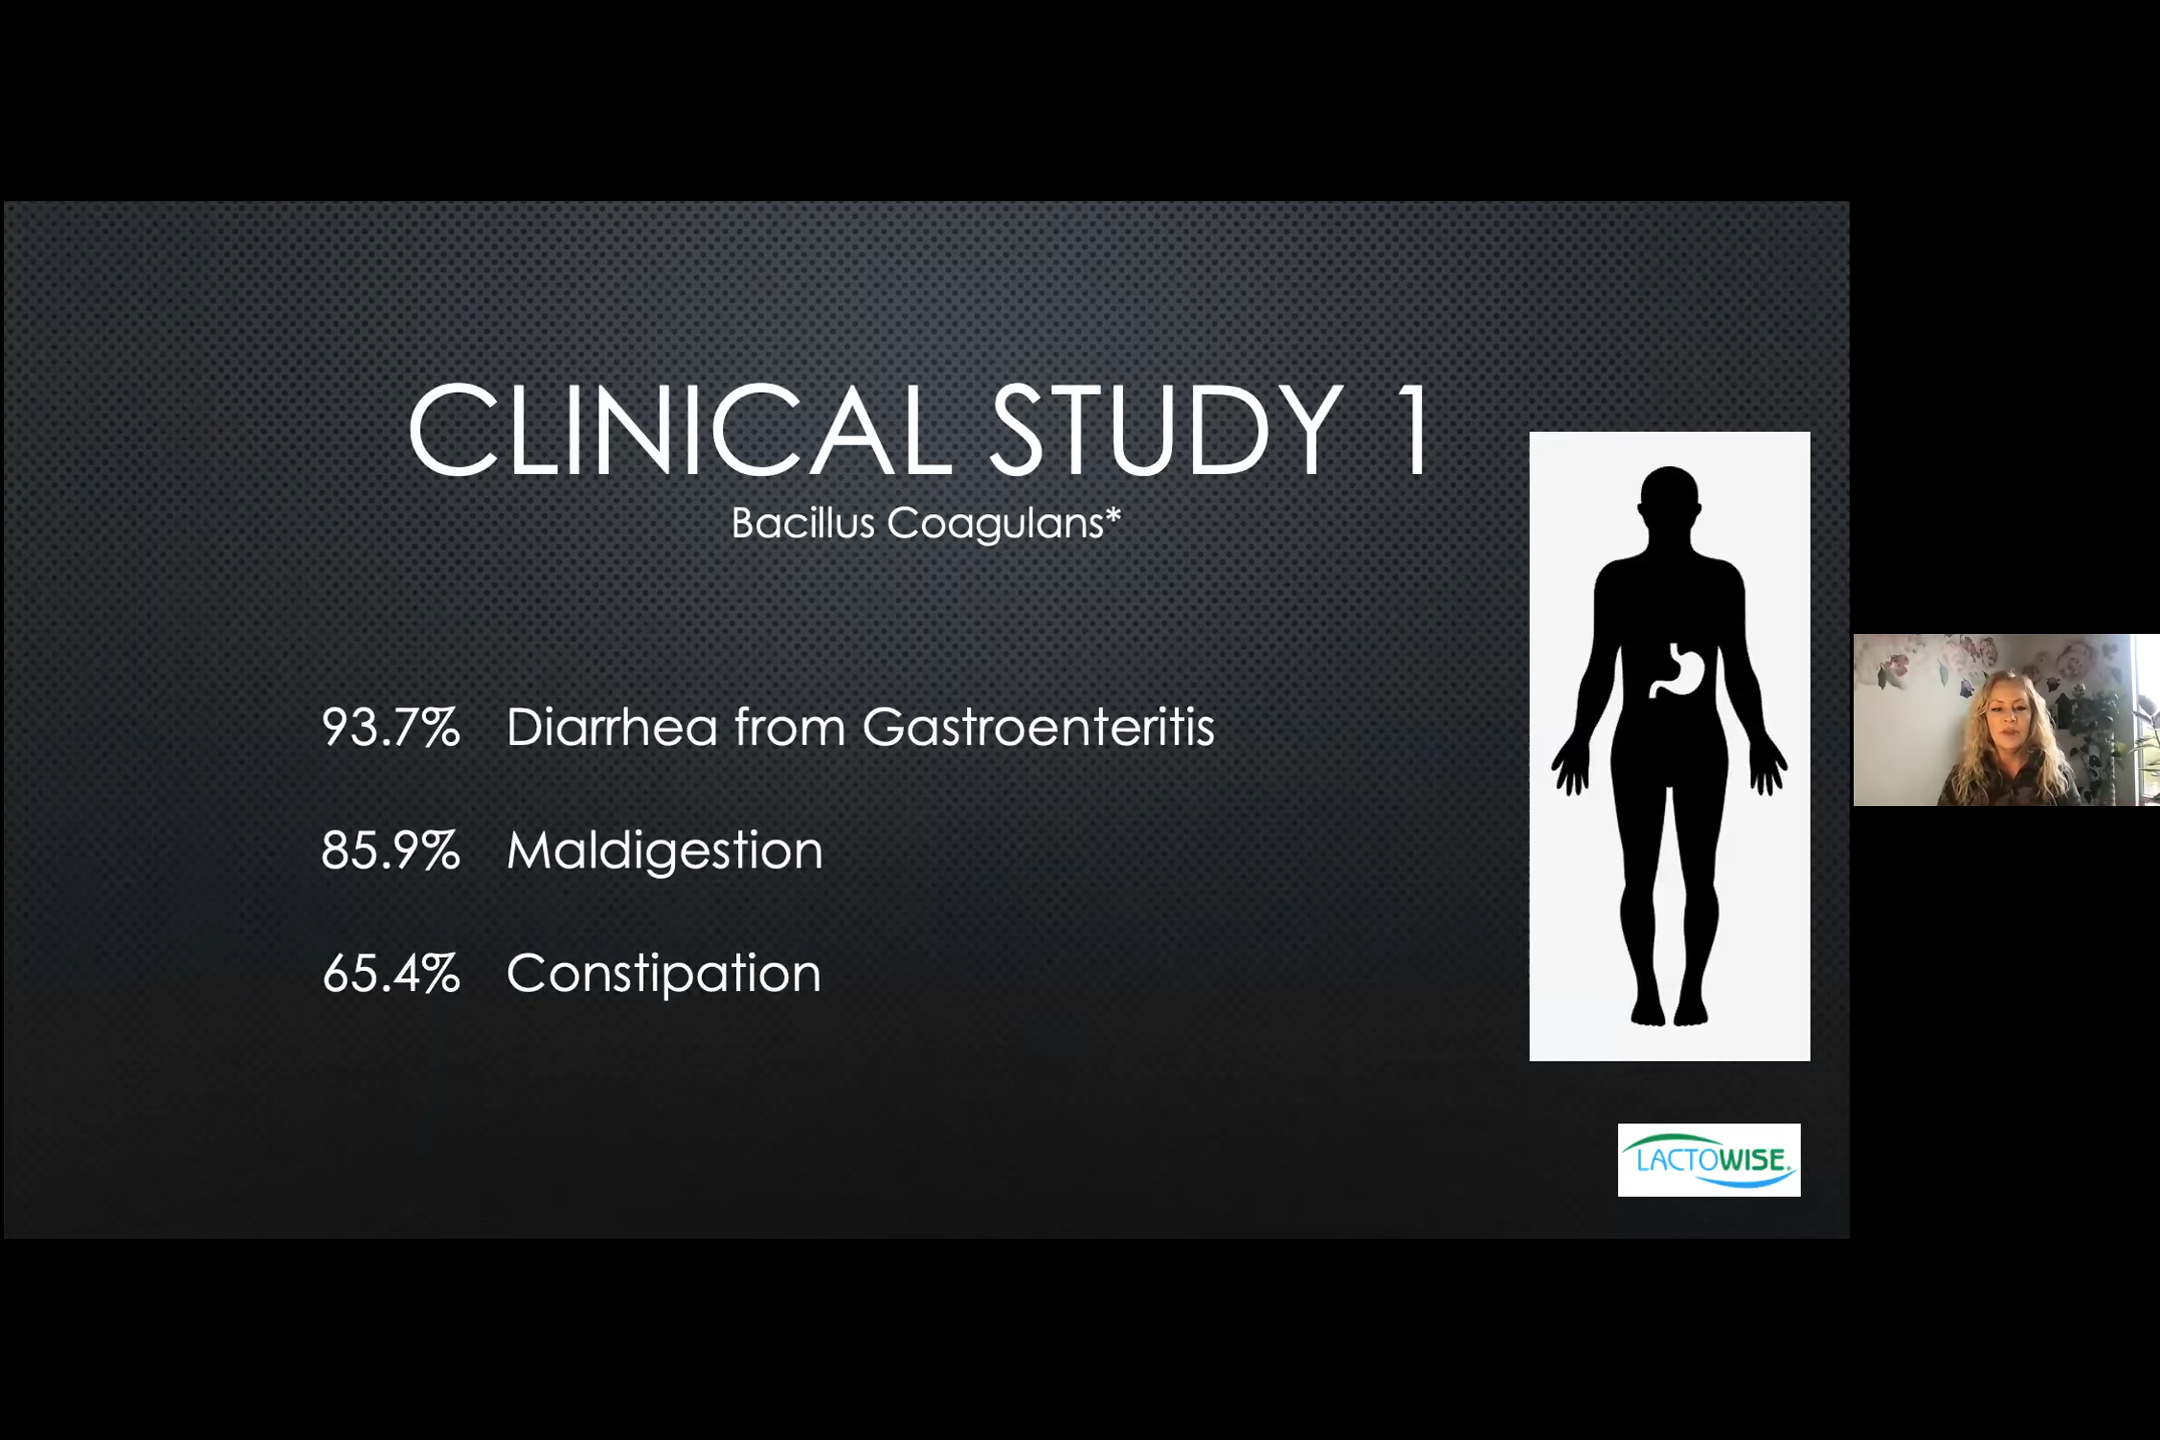 CLINICAL STUDY 1
Bacillus Coagulans*
93.7% Diarrhea from Gastroenteritis
85.9% Maldigestion
65.4% Constipation
LACTOWISE.